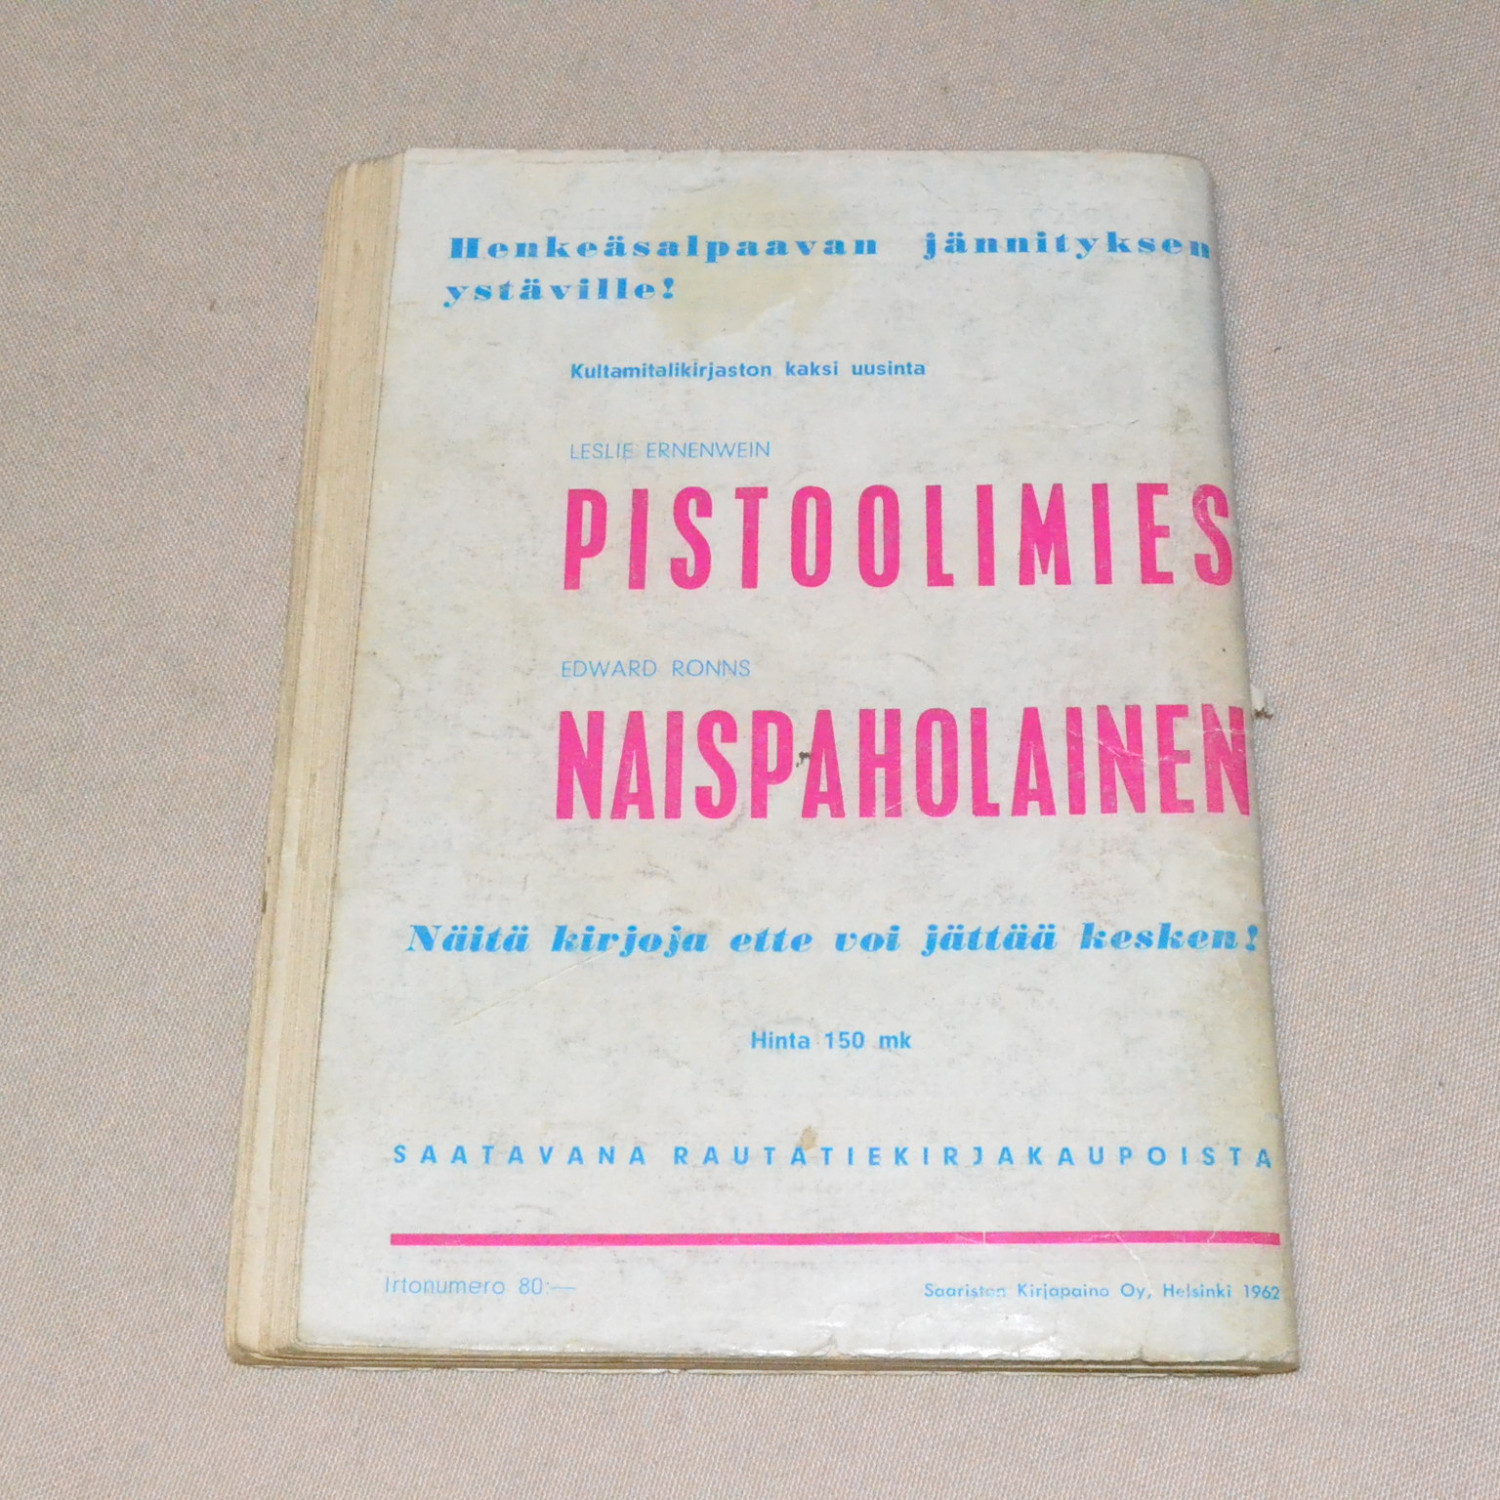 Henkeäsalpaavan jännityksen
ystäville!
Kultamitalikirjaston kaksi uusinta
LESLIE ERNENWEIN
PISTOOLIMIES
EDWARD RONNS
NAISPAHOLAINEN
Näitä kirjoja ette voi jättää kesken!
Hinta 150 mk
SAATAVANA RAUTATIEKIRJAKAUPOISTA
Irtonumero 80:—
Saariston Kirjapaino Oy, Helsinki 1962